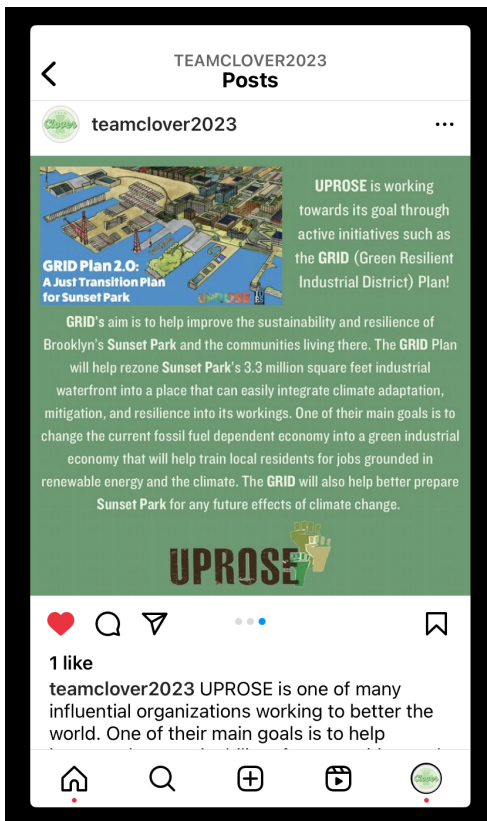 TEAMCLOVER2023
Posts
Clover
teamclover2023
GRID Plan 2.0:
A Just Transition Plan
for Sunset Park
UPROSE
UPROSE is working
towards its goal through
active initiatives such as
the GRID (Green Resilient
Industrial District) Plan!
GRID's aim is to help improve the sustainability and resilience of
Brooklyn's Sunset Park and the communities living there. The GRID Plan
will help rezone Sunset Park's 3.3 million square feet industrial
waterfront into a place that can easily integrate climate adaptation,
mitigation, and resilience into its workings. One of their main goals is to
change the current fossil fuel dependent economy into a green industrial
economy that will help train local residents for jobs grounded in
renewable energy and the climate. The GRID will also help better prepare
Sunset Park for any future effects of climate change.
UPROSE
1 like
teamclover2023 UPROSE is one of many
influential organizations working to better the
world. One of their main goals is to help
Clover